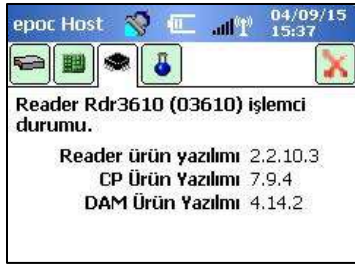 epoc Host
04/09/15
15:37
Reader Rdr3610 (03610) işlemci
durumu.
Reader ürün yazılımı 2.2.10.3
CP Ürün Yazılımı 7.9.4
DAM Ürün Yazılmı 4.14.2